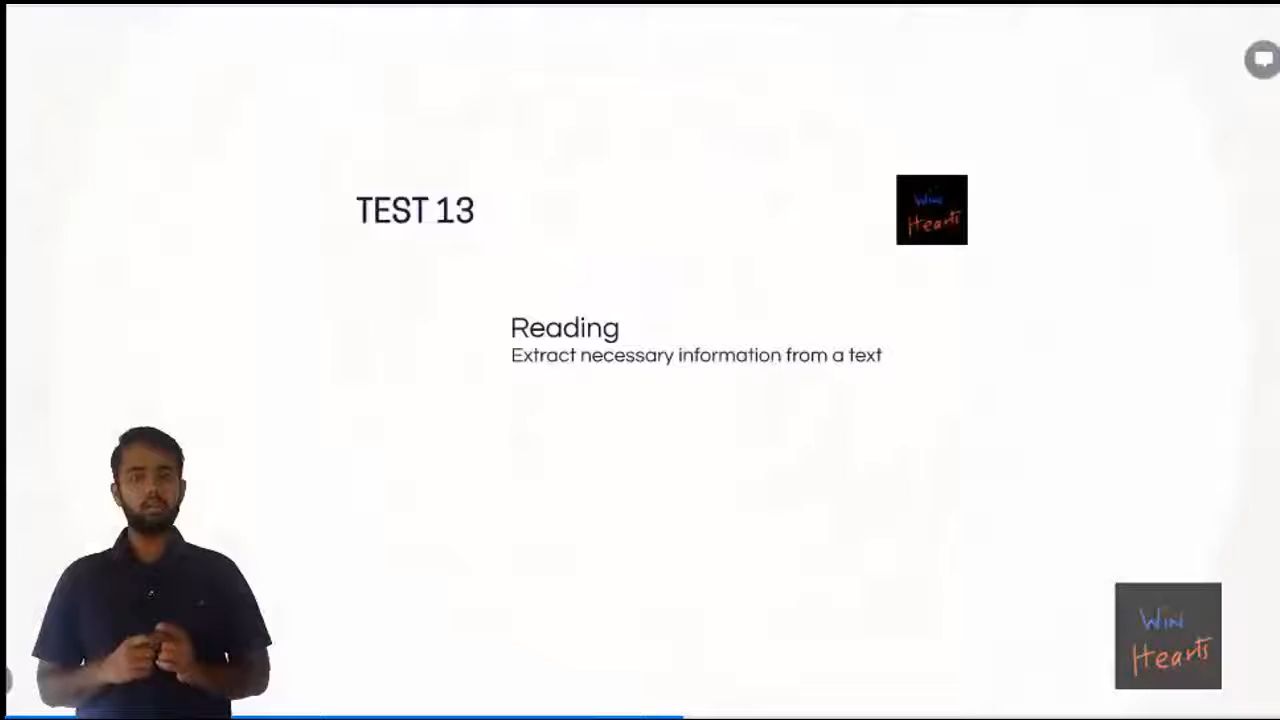 TEST 13
Win
Hearts
Reading
Extract necessary information from a text
Win
Hearts